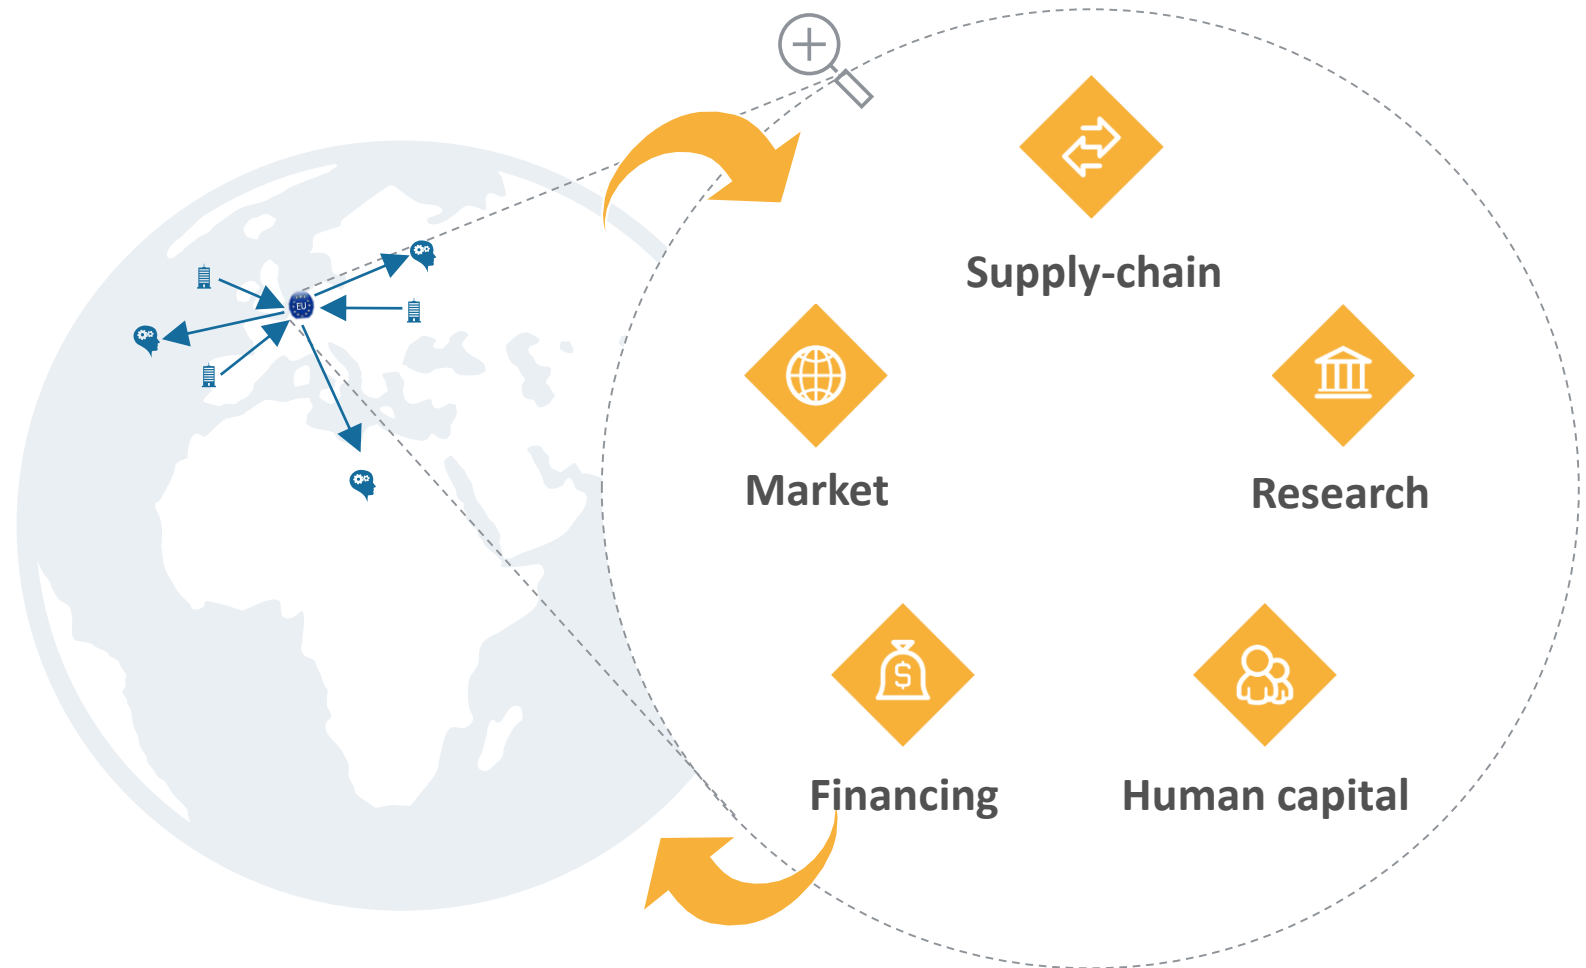 Supply-chain
EU
Market
Research
$
Financing
Human capital